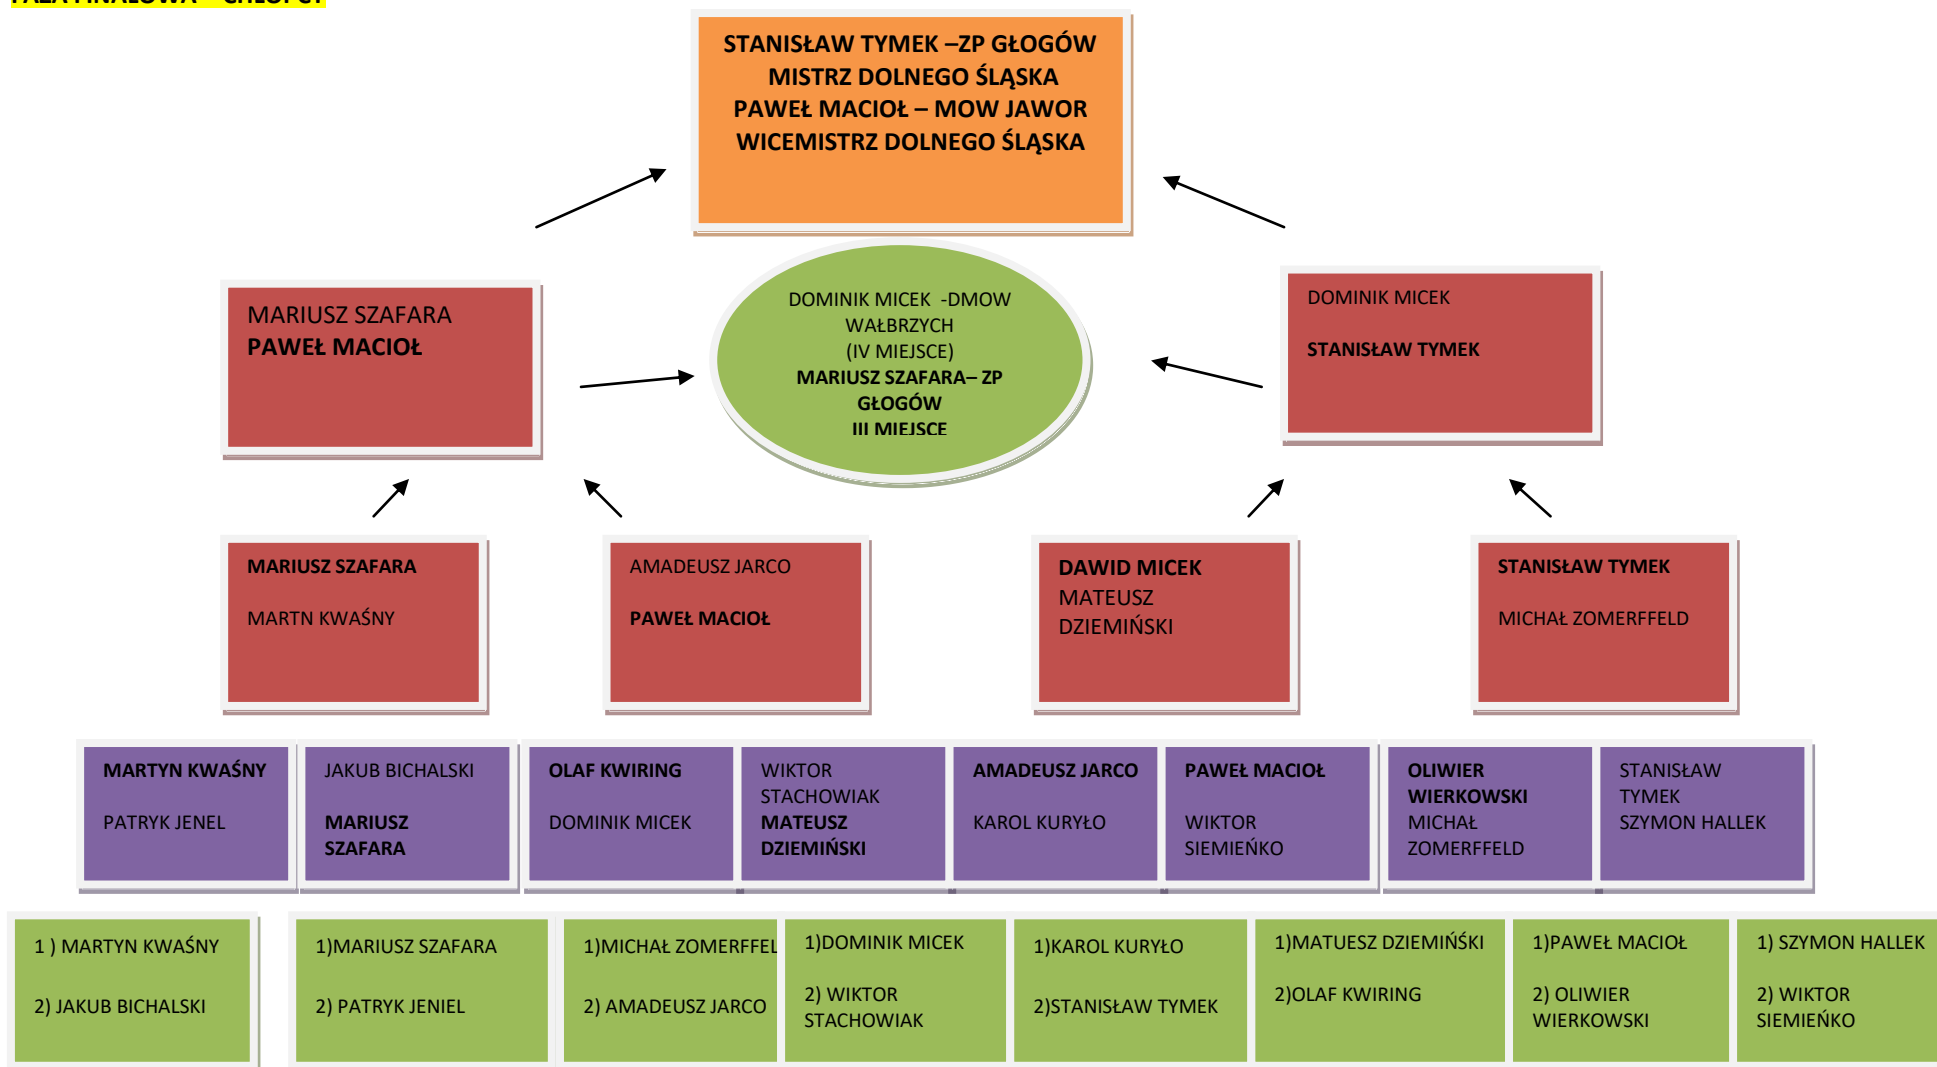 FAZA FINAŁOWA – CHŁOPCY
STANISŁAW TYMEK –ZP GŁOGÓW
MISTRZ DOLNEGO ŚLĄSKA
PAWEŁ MACIOŁ – MOW JAWOR
WICEMISTRZ DOLNEGO ŚLĄSKA
MARIUSZ SZAFARA
PAWEŁ MACIOŁ
DOMINIK MICEK -DMOW
WAŁBRZYCH
(IV MIEJSCE)
MARIUSZ SZAFARA– ZP
GŁOGÓW
III MIEJSCE
DOMINIK MICEK
STANISŁAW TYMEK
MARIUSZ SZAFARA
MARTN KWAŚNY
AMADEUSZ JARCO
PAWEŁ MACIOŁ
DAWID MICEK
MATEUSZ
DZIEMIŃSKI
STANISŁAW TYMEK
MICHAŁ ZOMERFFELD
MARTYN KWAŚNY
PATRYK JENEL
JAKUB BICHALSKI
MARIUSZ
SZAFARA
OLAF KWIRING
DOMINIK MICEK
WIKTOR
STACHOWIAK
MATEUSZ
DZIEMIŃSKI
AMADEUSZ JARCO
KAROL KURYŁO
PAWEŁ MACIOŁ
WIKTOR
SIEMIEŃKO
OLIWIER
WIERKOWSKI
MICHAŁ
ZOMERFFELD
STANISŁAW
TYMEK
SZYMON HALLEK
1 ) MARTYN KWAŚNY
2) JAKUB BICHALSKI
1)MARIUSZ SZAFARA
2) PATRYK JENIEL
1)MICHAŁ ZOMERFFEL
2) AMADEUSZ JARCO
1)DOMINIK MICEK
2) WIKTOR
STACHOWIAK
1)KAROL KURYŁO
2)STANISŁAW TYMEK
1)MATUESZ DZIEMIŃŚKI
2)OLAF KWIRING
1)PAWEŁ MACIOŁ
2) OLIWIER
WIERKOWSKI
1) SZYMON HALLEK
2) WIKTOR
SIEMIEŃKO